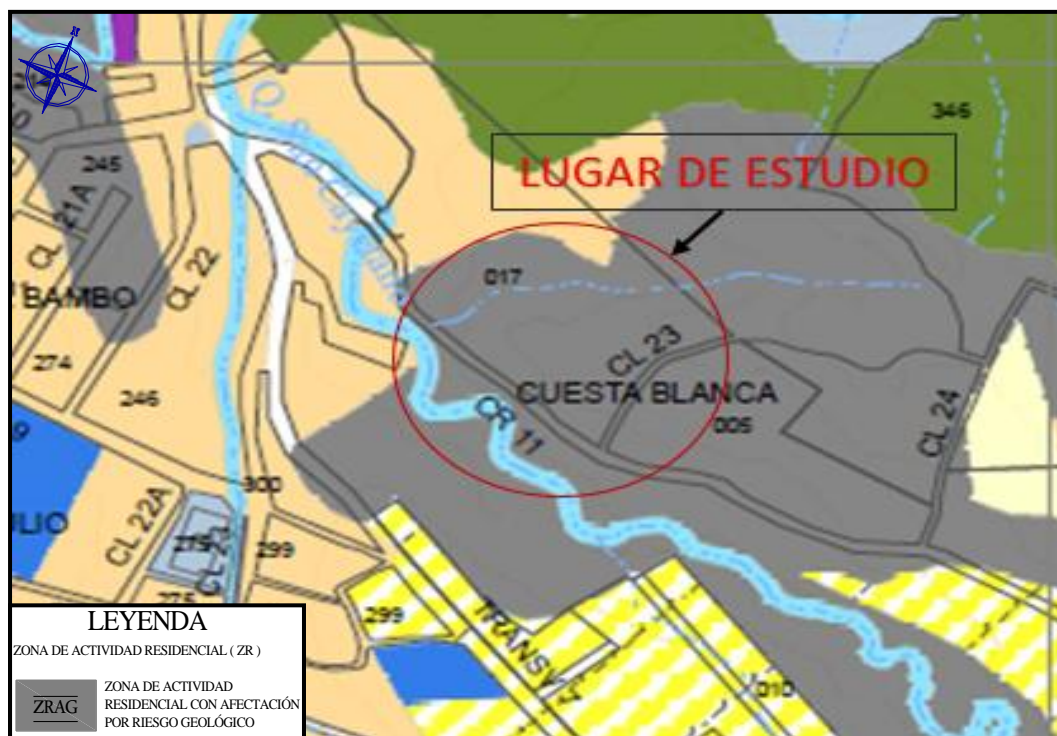 N
245
346
LUGAR DE ESTUDIO
CL 21A
CL 22
017
BAMBO
CL 23
274
CUESTA BLANCA
246
CR 11
005
CL 24
300
CL 22A
299
299
TRANSV 7
010
LEYENDA
ZONA DE ACTIVIDAD RESIDENCIAL ( ZR )
ZRAG
ZONA DE ACTIVIDAD
RESIDENCIAL CON AFECTACIÓN
POR RIESGO GEOLÓGICO